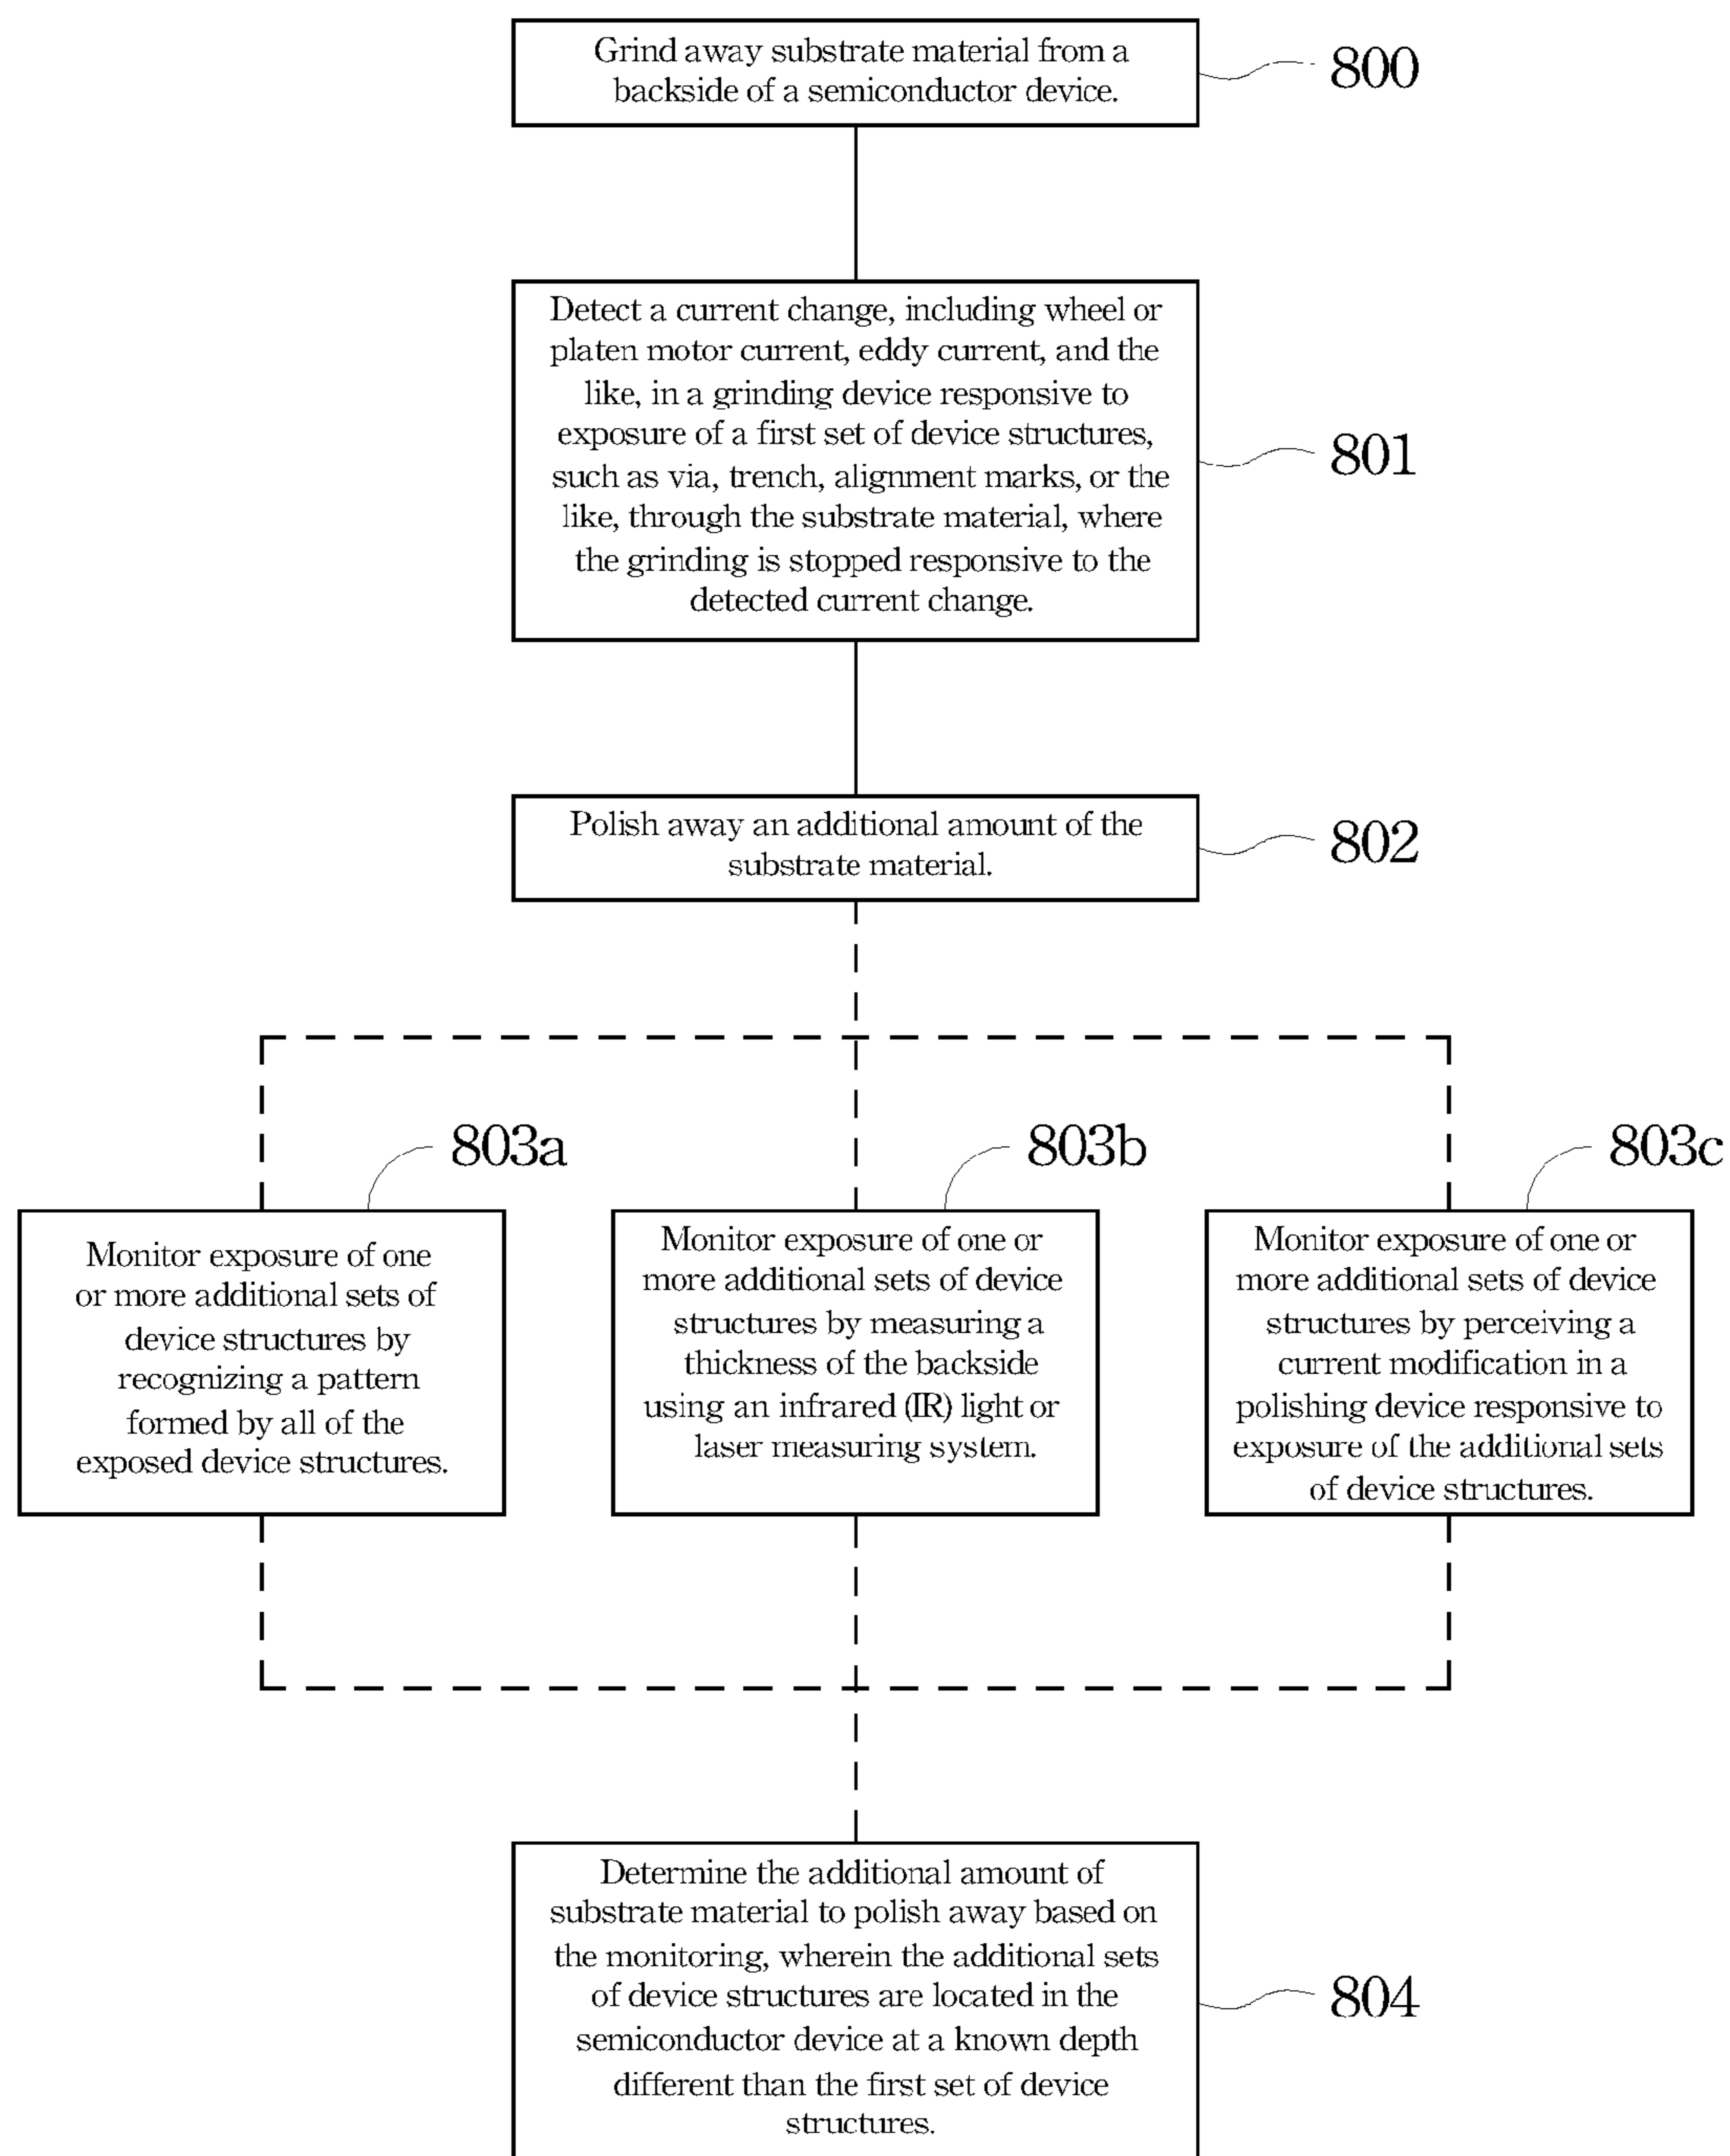 Grind away substrate material from a
backside of a semiconductor device.
800
Detect a current change, including wheel or
platen motor current, eddy current, and the
like, in a grinding device responsive to
exposure of a first set of device structures,
such as via, trench, alignment marks, or the
like, through the substrate material, where
the grinding is stopped responsive to the
detected current change.
801
Polish away an additional amount of the
substrate material.
802
803a
Monitor exposure of one
or more additional sets of
device structures by
recognizing a pattern
formed by all of the
exposed device structures.
803b
Monitor exposure of one or
more additional sets of device
structures by measuring a
thickness of the backside
using an infrared (IR) light or
laser measuring system.
803c
Monitor exposure of one or
more additional sets of device
structures by perceiving a
current modification in a
polishing device responsive to
exposure of the additional sets
of device structures.
Determine the additional amount of
substrate material to polish away based on
the monitoring, wherein the additional sets
of device structures are located in the
semiconductor device at a known depth
different than the first set of device
structures.
804